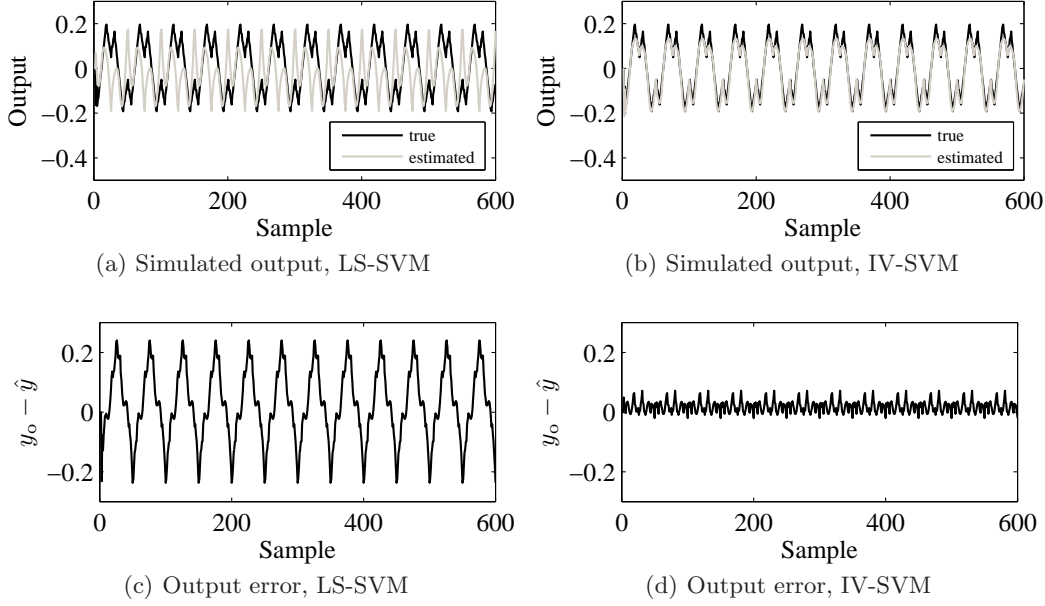 0.2
0
−0.2
−0.4
Output
true
estimated
0
200
400
600
Sample
(a) Simulated output, LS-SVM
0.2
0
−0.2
−0.4
Output
true
estimated
0
200
400
600
Sample
(b) Simulated output, IV-SVM
0.2
0
−0.2
yₒ − ŷ
0
200
400
600
Sample
(c) Output error, LS-SVM
0.2
0
−0.2
yₒ − ŷ
0
200
400
600
Sample
(d) Output error, IV-SVM